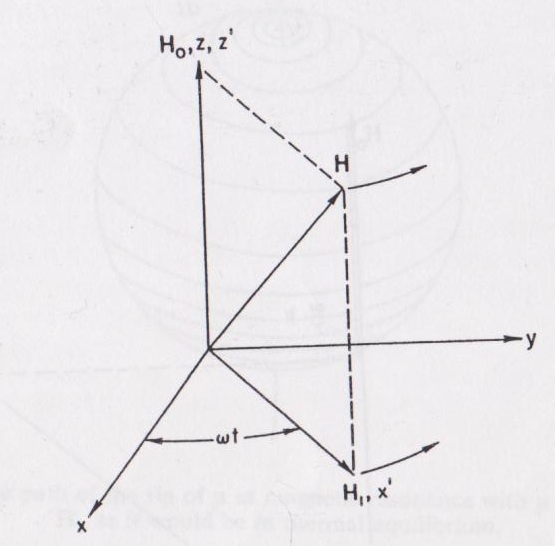 H₀, z, z'
H
y
ωt
H₁, x'
x